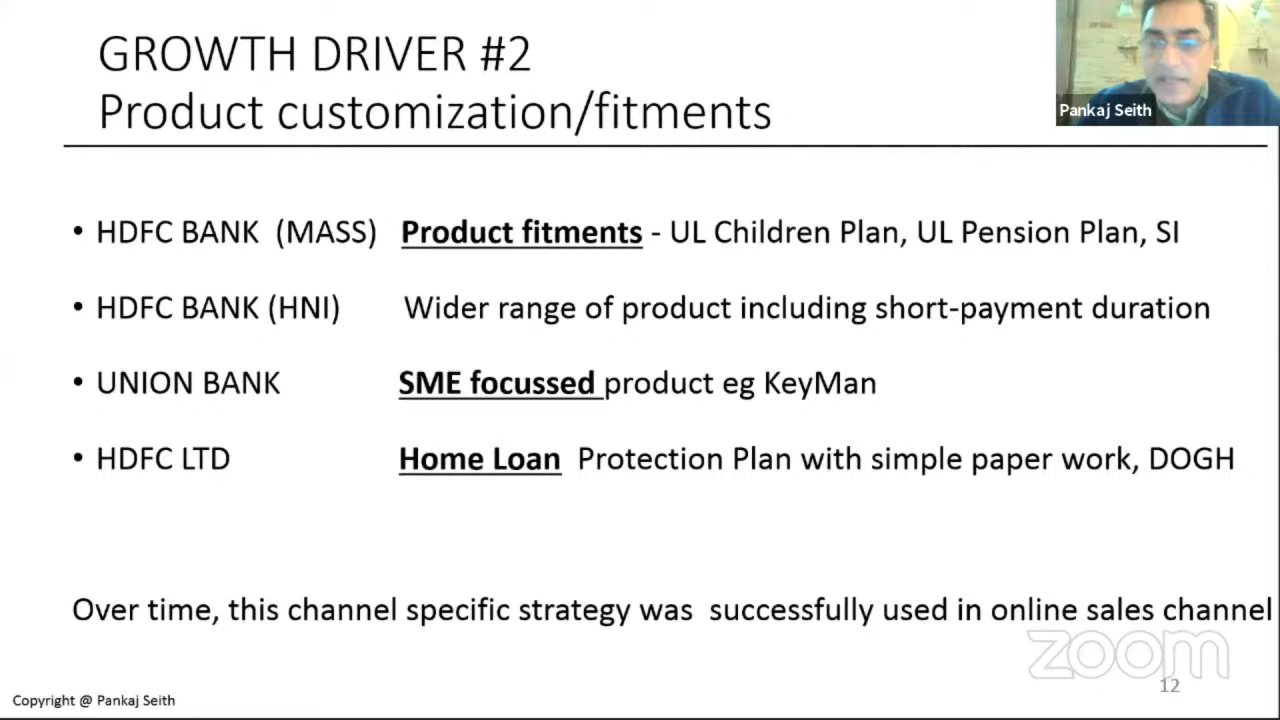 GROWTH DRIVER #2
Product customization/fitments
Pankaj Seith
• HDFC BANK (MASS) Product fitments - UL Children Plan, UL Pension Plan, SI
• HDFC BANK (HNI) Wider range of product including short-payment duration
• UNION BANK SME focussed product eg KeyMan
• HDFC LTD Home Loan Protection Plan with simple paper work, DOGH
Over time, this channel specific strategy was successfully used in online sales channel
zoom
12
Copyright @ Pankaj Seith